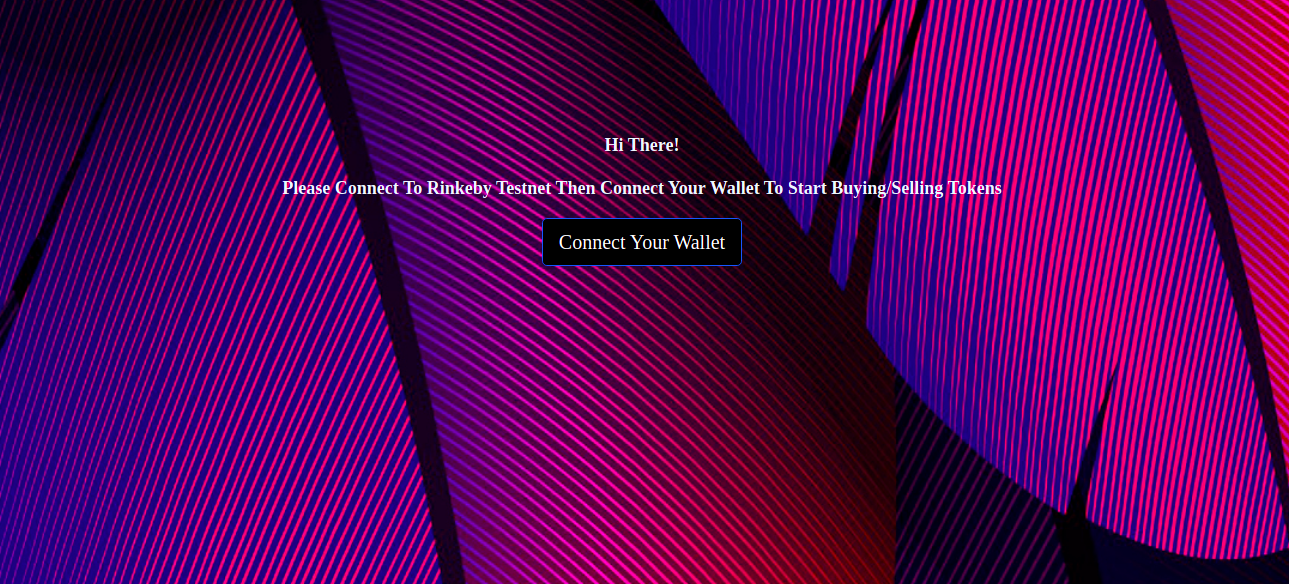 Hi There!
Please Connect To Rinkeby Testnet Then Connect Your Wallet To Start Buying/Selling Tokens
Connect Your Wallet